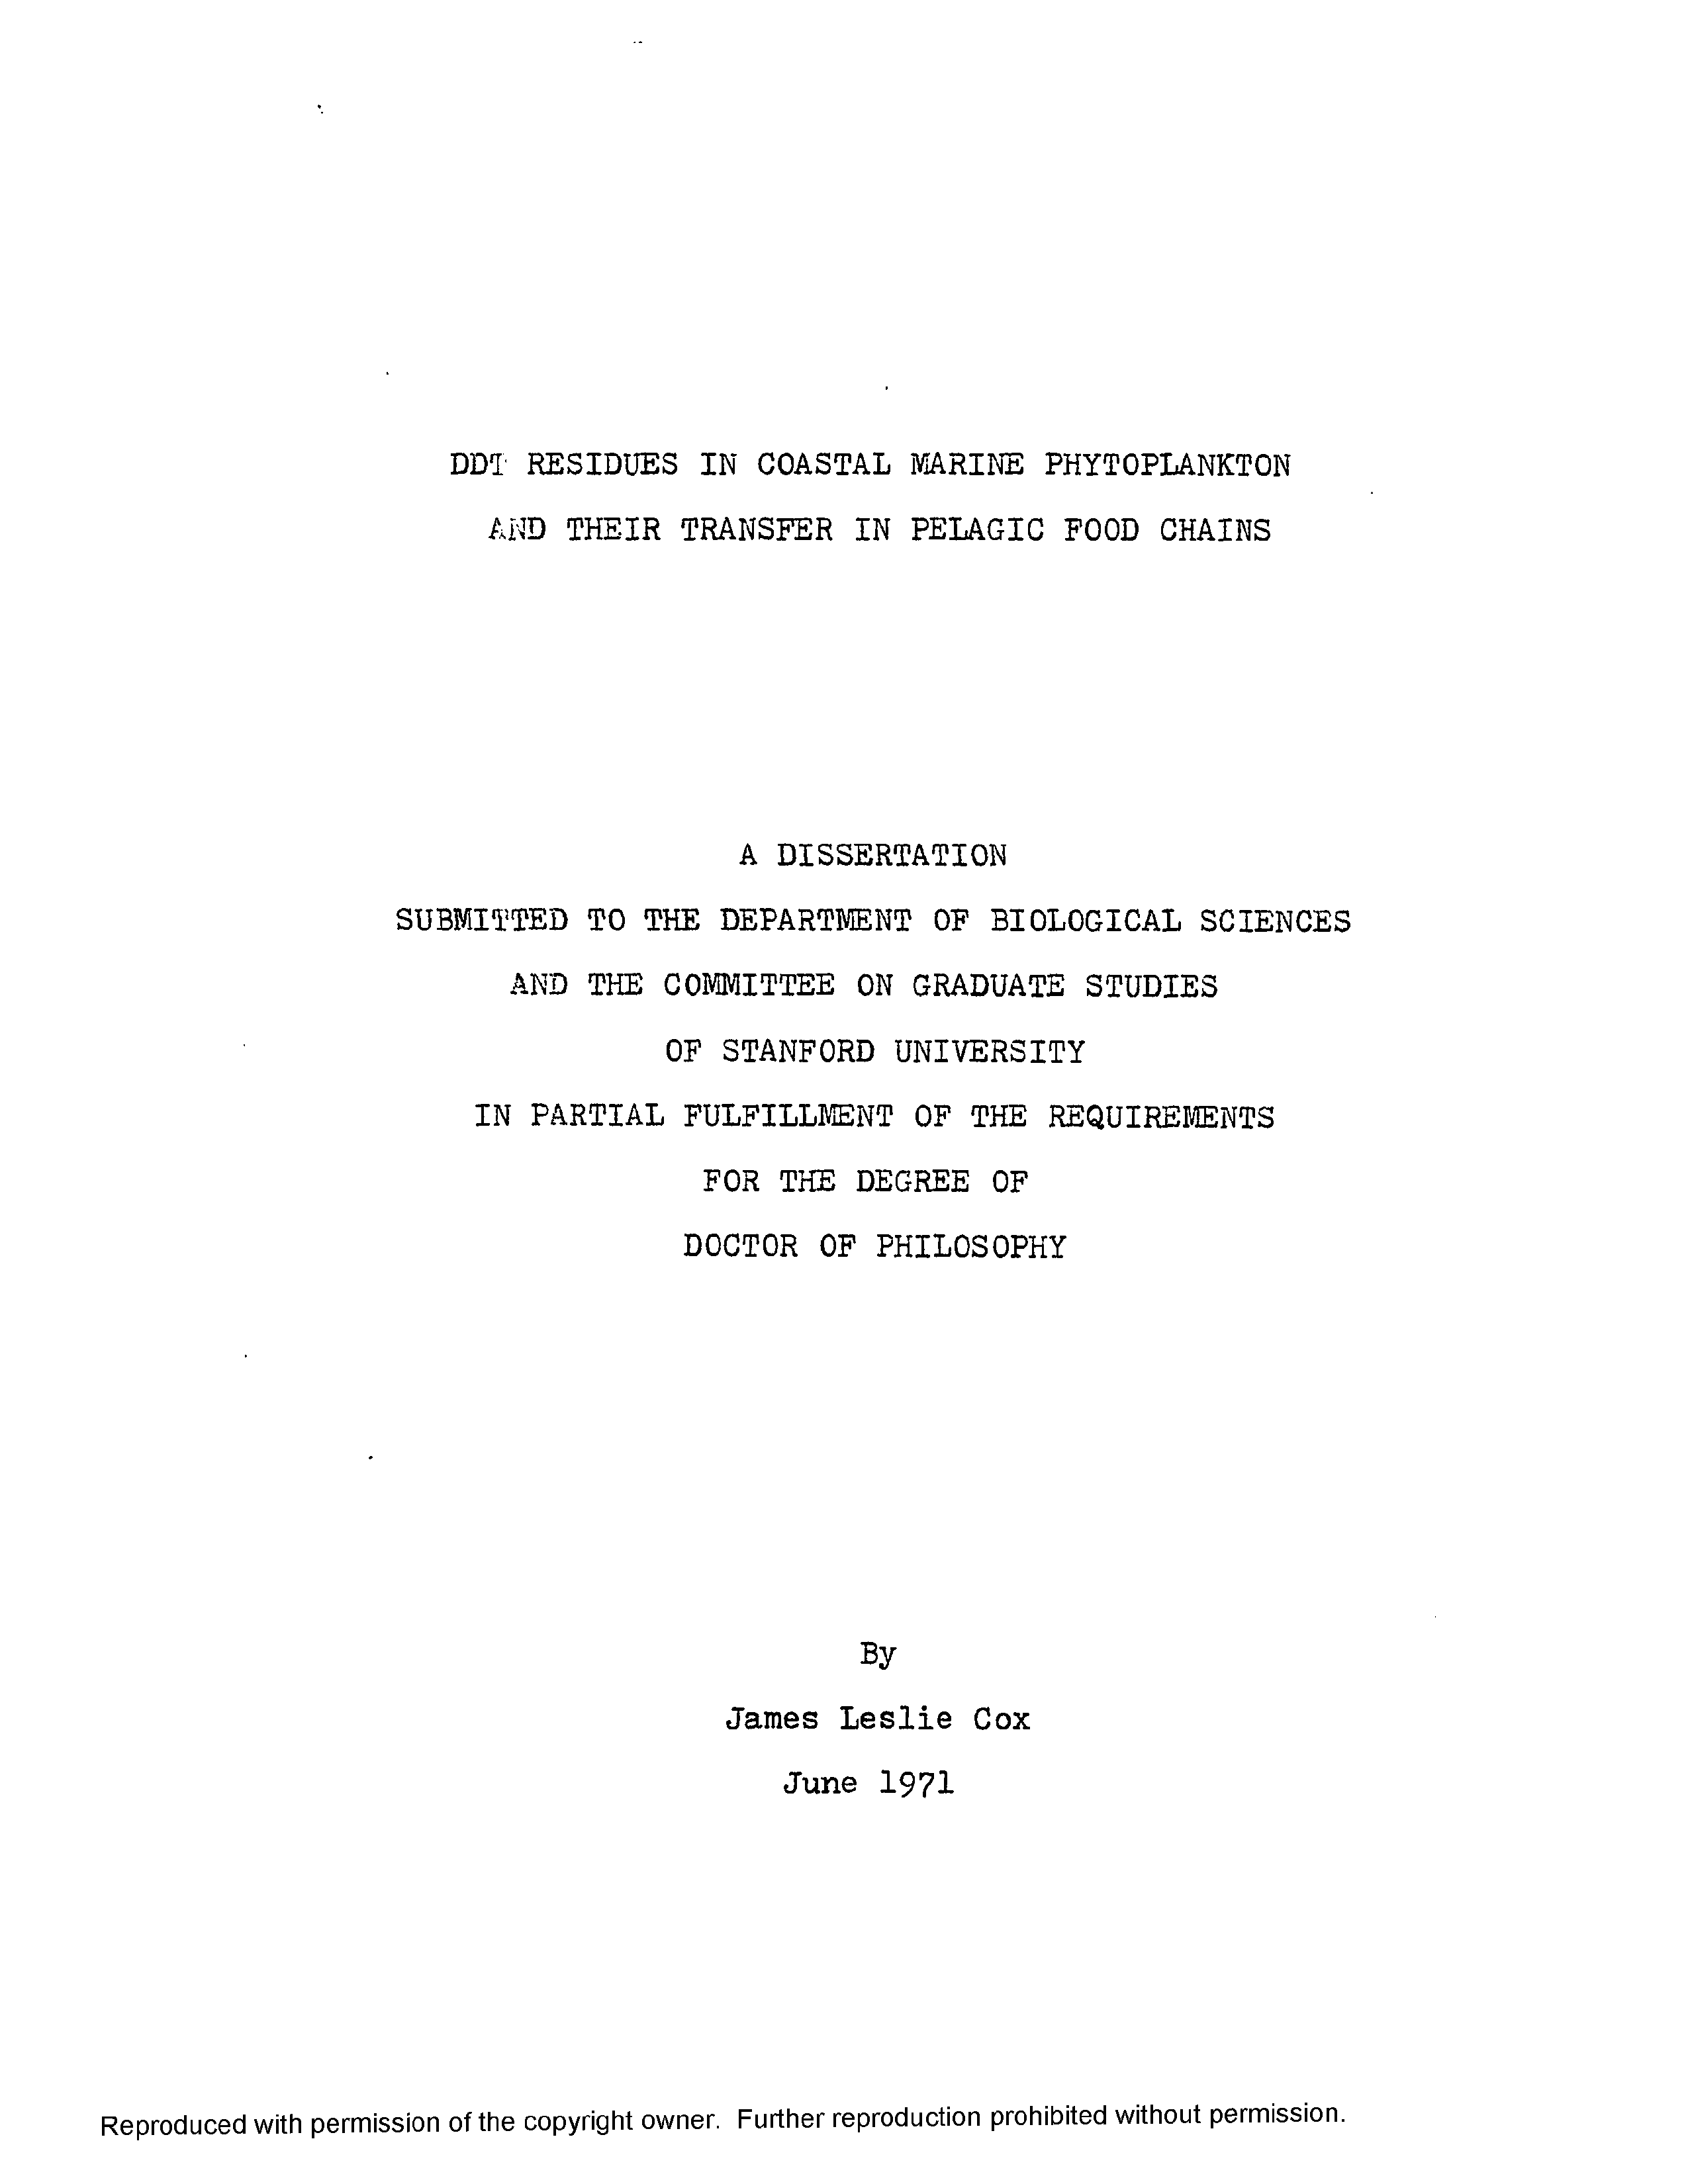 DDT RESIDUES IN COASTAL MARINE PHYTOPLANKTON
AND THEIR TRANSFER IN PELAGIC FOOD CHAINS
A DISSERTATION
SUBMITTED TO THE DEPARTMENT OF BIOLOGICAL SCIENCES
AND THE COMMITTEE ON GRADUATE STUDIES
OF STANFORD UNIVERSITY
IN PARTIAL FULFILLMENT OF THE REQUIREMENTS
FOR THE DEGREE OF
DOCTOR OF PHILOSOPHY
By
James Leslie Cox
June 1971
Reproduced with permission of the copyright owner. Further reproduction prohibited without permission.